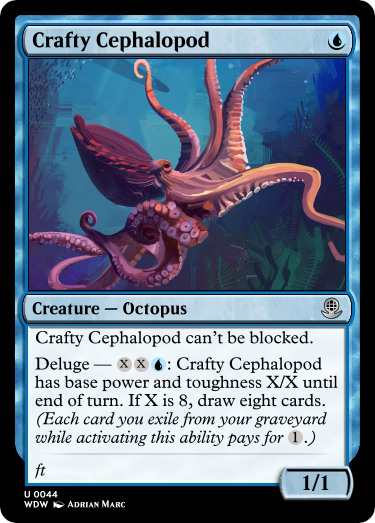 Crafty Cephalopod
Creature — Octopus
Crafty Cephalopod can't be blocked.
Deluge — X X : Crafty Cephalopod
has base power and toughness X/X until
end of turn. If X is 8, draw eight cards.
(Each card you exile from your graveyard
while activating this ability pays for 1.)
ft
1/1
U 0044
WDW Adrian Marc